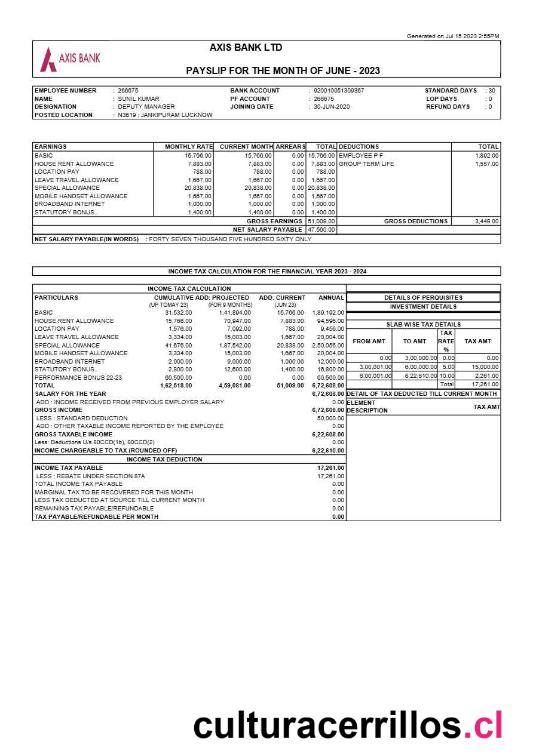 Generated on Jul 15 2023 2:55PM
AXIS BANK LTD
AXIS BANK
PAYSLIP FOR THE MONTH OF JUNE - 2023
EMPLOYEE NUMBER : 266675 BANK ACCOUNT : STANDARD DAYS : 30
NAME : SUNIL KUMAR PF ACCOUNT : 266675 LOP DAYS : 0
DESIGNATION : DEPUTY MANAGER JOINING DATE : 30-JUN-2020 REFUND DAYS : 0
POSTED LOCATION : N3619 : JANKIPURAM LUCKNOW
EARNINGS MONTHLY RATE CURRENT MONTH ARREARS TOTAL DEDUCTIONS TOTAL
BASIC 15,766.00 15,766.00 0.00 15,766.00 EMPLOYEE P F 1,892.00
HOUSE RENT ALLOWANCE 7,883.00 7,883.00 0.00 7,883.00 GROUP TERM LIFE 1,557.00
LOCATION PAY 788.00 788.00 0.00 788.00
LEAVE TRAVEL ALLOWANCE 1,667.00 1,667.00 0.00 1,667.00
SPECIAL ALLOWANCE 20,838.00 20,838.00 0.00 20,838.00
MOBILE HANDSET ALLOWANCE 1,667.00 1,667.00 0.00 1,667.00
BROADBAND INTERNET 1,000.00 1,000.00 0.00 1,000.00
STATUTORY BONUS. 1,400.00 1,400.00 0.00 1,400.00
GROSS EARNINGS 51,009.00 GROSS DEDUCTIONS 3,449.00
NET SALARY PAYABLE 47,560.00
NET SALARY PAYABLE(IN WORDS) : FORTY SEVEN THOUSAND FIVE HUNDRED SIXTY ONLY
INCOME TAX CALCULATION FOR THE FINANCIAL YEAR 2023 - 2024
INCOME TAX CALCULATION
PARTICULARS CUMULATIVE ADD: PROJECTED ADD: CURRENT ANNUAL DETAILS OF PERQUISITES
(UP TO MAY 23) (FOR 9 MONTHS) (JUN 23) INVESTMENT DETAILS
BASIC 31,532.00 1,41,894.00 15,766.00 1,89,192.00
HOUSE RENT ALLOWANCE 15,766.00 70,947.00 7,883.00 94,596.00 SLAB WISE TAX DETAILS
LOCATION PAY 1,576.00 7,092.00 788.00 9,456.00
LEAVE TRAVEL ALLOWANCE 3,334.00 15,003.00 1,667.00 20,004.00 FROM AMT TO AMT TAX RATE % TAX AMT
SPECIAL ALLOWANCE 41,676.00 1,87,542.00 20,838.00 2,50,056.00
MOBILE HANDSET ALLOWANCE 3,334.00 15,003.00 1,667.00 20,004.00
BROADBAND INTERNET 2,000.00 9,000.00 1,000.00 12,000.00 0.00 3,00,000.00 0.00 0.00
STATUTORY BONUS. 2,800.00 12,600.00 1,400.00 16,800.00 3,00,001.00 6,00,000.00 5.00 15,000.00
PERFORMANCE BONUS 22-23 60,500.00 0.00 0.00 60,500.00 6,00,001.00 6,22,610.00 10.00 2,261.00
TOTAL 1,62,518.00 4,59,081.00 51,009.00 6,72,608.00 Total 17,261.00
SALARY FOR THE YEAR 6,72,608.00 DETAIL OF TAX DEDUCTED TILL CURRENT MONTH
ADD : INCOME RECEIVED FROM PREVIOUS EMPLOYER SALARY 0.00 ELEMENT
GROSS INCOME 6,72,608.00 DESCRIPTION TAX AMT
LESS : STANDARD DEDUCTION 50,000.00
ADD : OTHER TAXABLE INCOME REPORTED BY THE EMPLOYEE 0.00
GROSS TAXABLE INCOME 6,22,608.00
Less: Deductions U/s 80CCD(1b), 80CCD(2) 0.00
INCOME CHARGEABLE TO TAX (ROUNDED OFF) 6,22,610.00
INCOME TAX DEDUCTION
INCOME TAX PAYABLE 17,261.00
LESS : REBATE UNDER SECTION 87A 17,261.00
TOTAL INCOME TAX PAYABLE 0.00
MARGINAL TAX TO BE RECOVERED FOR THIS MONTH 0.00
LESS TAX DEDUCTED AT SOURCE TILL CURRENT MONTH 0.00
REMAINING TAX PAYABLE/REFUNDABLE 0.00
TAX PAYABLE/REFUNDABLE PER MONTH 0.00
culturacerrillos.cl